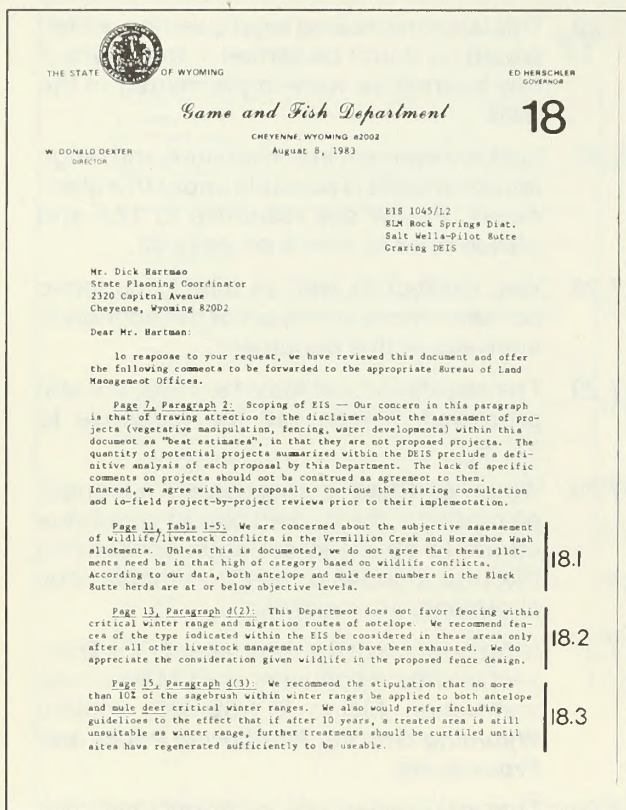 THE STATE OF WYOMING
ED HERSCHLER
GOVERNOR
18
Game and Fish Department
CHEYENNE, WYOMING 82002
W. DONALD DEXTER
DIRECTOR
August 8, 1983
EIS 1045/L2
BLM Rock Springs Dist.
Salt Wells-Pilot Butte
Grazing DEIS
Mr. Dick Hartman
State Planning Coordinator
2320 Capitol Avenue
Cheyenne, Wyoming 82002
Dear Mr. Hartman:
In response to your request, we have reviewed this document and offer
the following comments to be forwarded to the appropriate Bureau of Land
Management Offices.
Page 7, Paragraph 2: Scoping of EIS — Our concern in this paragraph
is that of drawing attention to the disclaimer about the assessment of pro-
jects (vegetative manipulation, fencing, water developments) within this
document as "best estimates", in that they are not proposed projects. The
quantity of potential projects summarized within the DEIS preclude a defi-
nitive analysis of each proposal by this Department. The lack of specific
comments on projects should not be construed as agreement to them.
Instead, we agree with the proposal to continue the existing consultation
and in-field project-by-project reviews prior to their implementation.
Page 11, Table 1-5: We are concerned about the subjective assessement
of wildlife/livestock conflicts in the Vermillion Creek and Horseshoe Wash
allotments. Unless this is documented, we do not agree that these allot-
ments need be in that high of category based on wildlife conflicts.
According to our data, both antelope and mule deer numbers in the Black
Butte herds are at or below objective levels.
18.1
Page 13, Paragraph d(2): This Department does not favor fencing within
critical winter range and migration routes of antelope. We recommend fen-
ces of the type indicated within the EIS be considered in these areas only
after all other livestock management options have been exhausted. We do
appreciate the consideration given wildlife in the proposed fence design.
18.2
Page 15, Paragraph d(3): We recommend the stipulation that no more
than 10% of the sagebrush within winter ranges be applied to both antelope
and mule deer critical winter ranges. We also would prefer including
guidelines to the effect that if after 10 years, a treated area is still
unsuitable as winter range, further treatments should be curtailed until
sites have regenerated sufficiently to be useable.
18.3